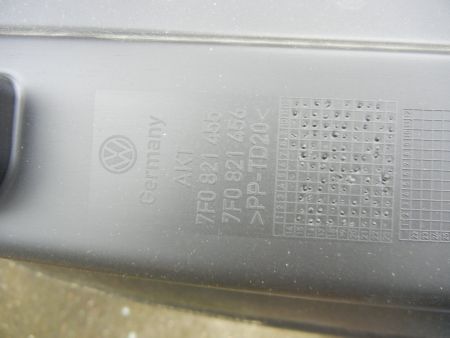 Germany
AKT
7F0 821 455
7F0 821 456
>PP-TD20<